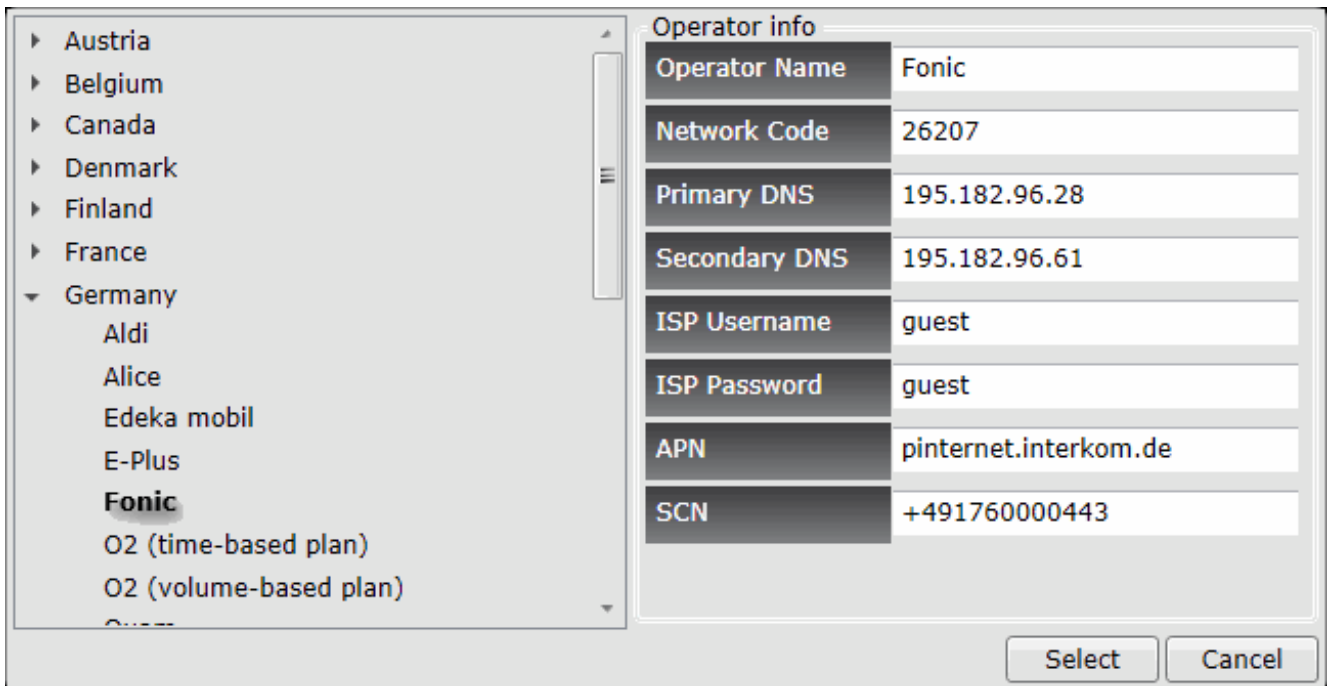 Austria
Belgium
Canada
Denmark
Finland
France
Germany
Aldi
Alice
Edeka mobil
E-Plus
Fonic
O2 (time-based plan)
O2 (volume-based plan)
Operator info
Operator Name Fonic
Network Code 26207
Primary DNS 195.182.96.28
Secondary DNS 195.182.96.61
ISP Username guest
ISP Password guest
APN pinternet.interkom.de
SCN +491760000443
Select Cancel